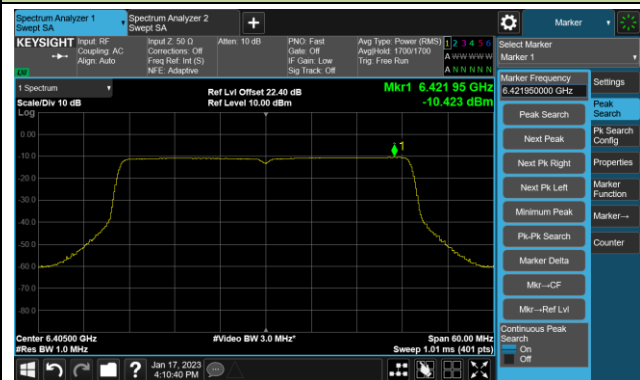 Spectrum Analyzer 1
Swept SA
Spectrum Analyzer 2
Swept SA
+
Marker
KEYSIGHT
Input: RF
Coupling: AC
Align: Auto
Input Z: 50 Ω
Corrections: Off
Freq Ref: Int (S)
NFE: Adaptive
Atten: 10 dB
PNO: Fast
Gate: Off
IF Gain: Low
Sig Track: Off
Avg Type: Power (RMS)
Avg|Hold: 1700/1700
Trig: Free Run
1 2 3 4 5 6
A W W W W W
A N N N N N
Select Marker
Marker 1
LXI
1 Spectrum
Scale/Div 10 dB
Log
Ref Lvl Offset 22.40 dB
Ref Level 10.00 dBm
Mkr1 6.421 95 GHz
-10.423 dBm
0.00
-10.0
-20.0
-30.0
-40.0
-50.0
-60.0
-70.0
-80.0
1
Center 6.40500 GHz
#Res BW 1.0 MHz
#Video BW 3.0 MHz*
Span 60.00 MHz
Sweep 1.01 ms (401 pts)
Marker Frequency
6.421950000 GHz
Peak Search
Next Peak
Next Pk Right
Next Pk Left
Minimum Peak
Pk-Pk Search
Marker Delta
Mkr→CF
Mkr→Ref Lvl
Continuous Peak
Search
On
Off
Settings
Peak
Search
Pk Search
Config
Properties
Marker
Function
Marker→
Counter
?
Jan 17, 2023
4:10:40 PM